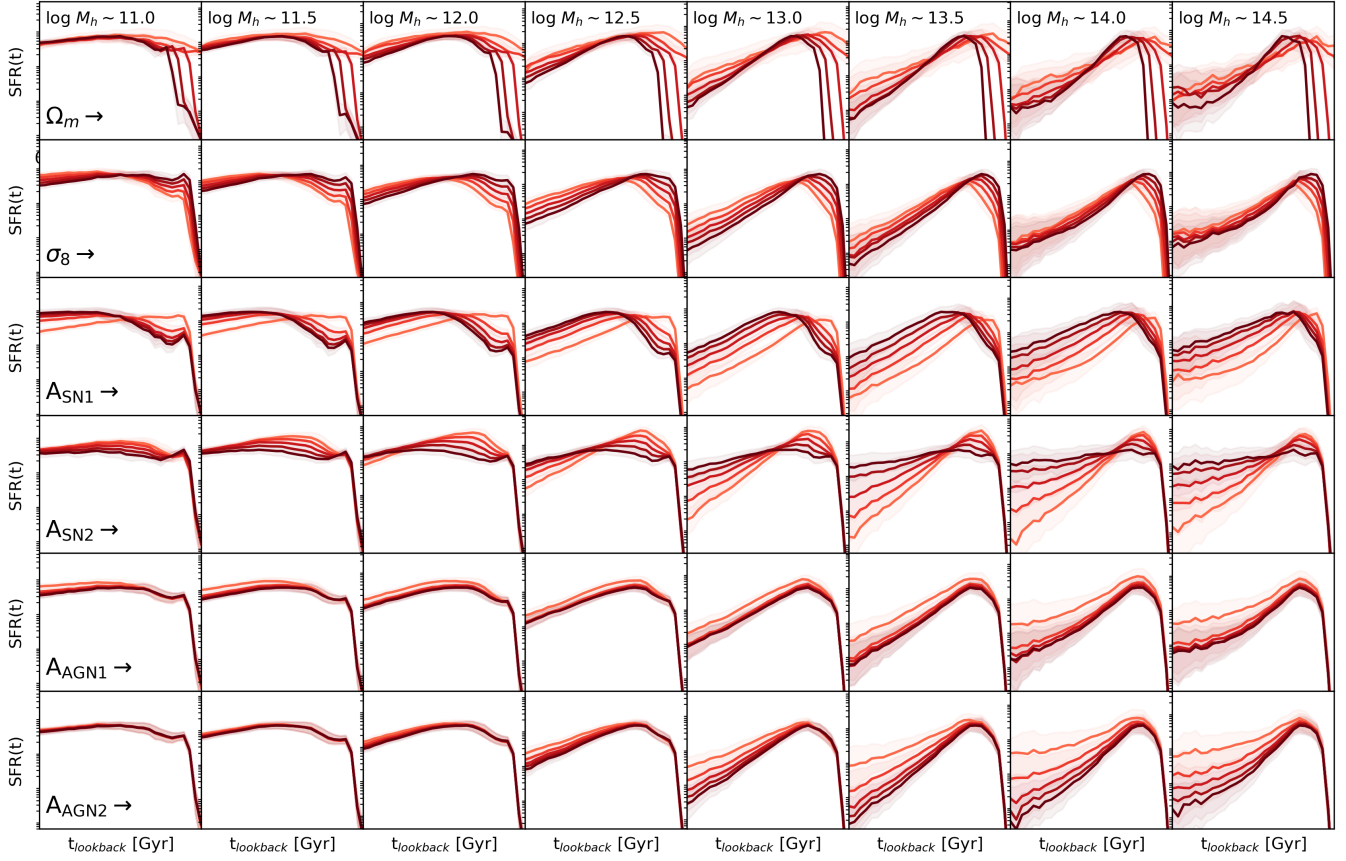 log M_h ~ 11.0 log M_h ~ 11.5 log M_h ~ 12.0 log M_h ~ 12.5 log M_h ~ 13.0 log M_h ~ 13.5 log M_h ~ 14.0 log M_h ~ 14.5
SFR(t)
Ω_m →
SFR(t)
σ_8 →
SFR(t)
A_SN1 →
SFR(t)
A_SN2 →
SFR(t)
A_AGN1 →
SFR(t)
A_AGN2 →
t_lookback [Gyr] t_lookback [Gyr] t_lookback [Gyr] t_lookback [Gyr] t_lookback [Gyr] t_lookback [Gyr] t_lookback [Gyr] t_lookback [Gyr]